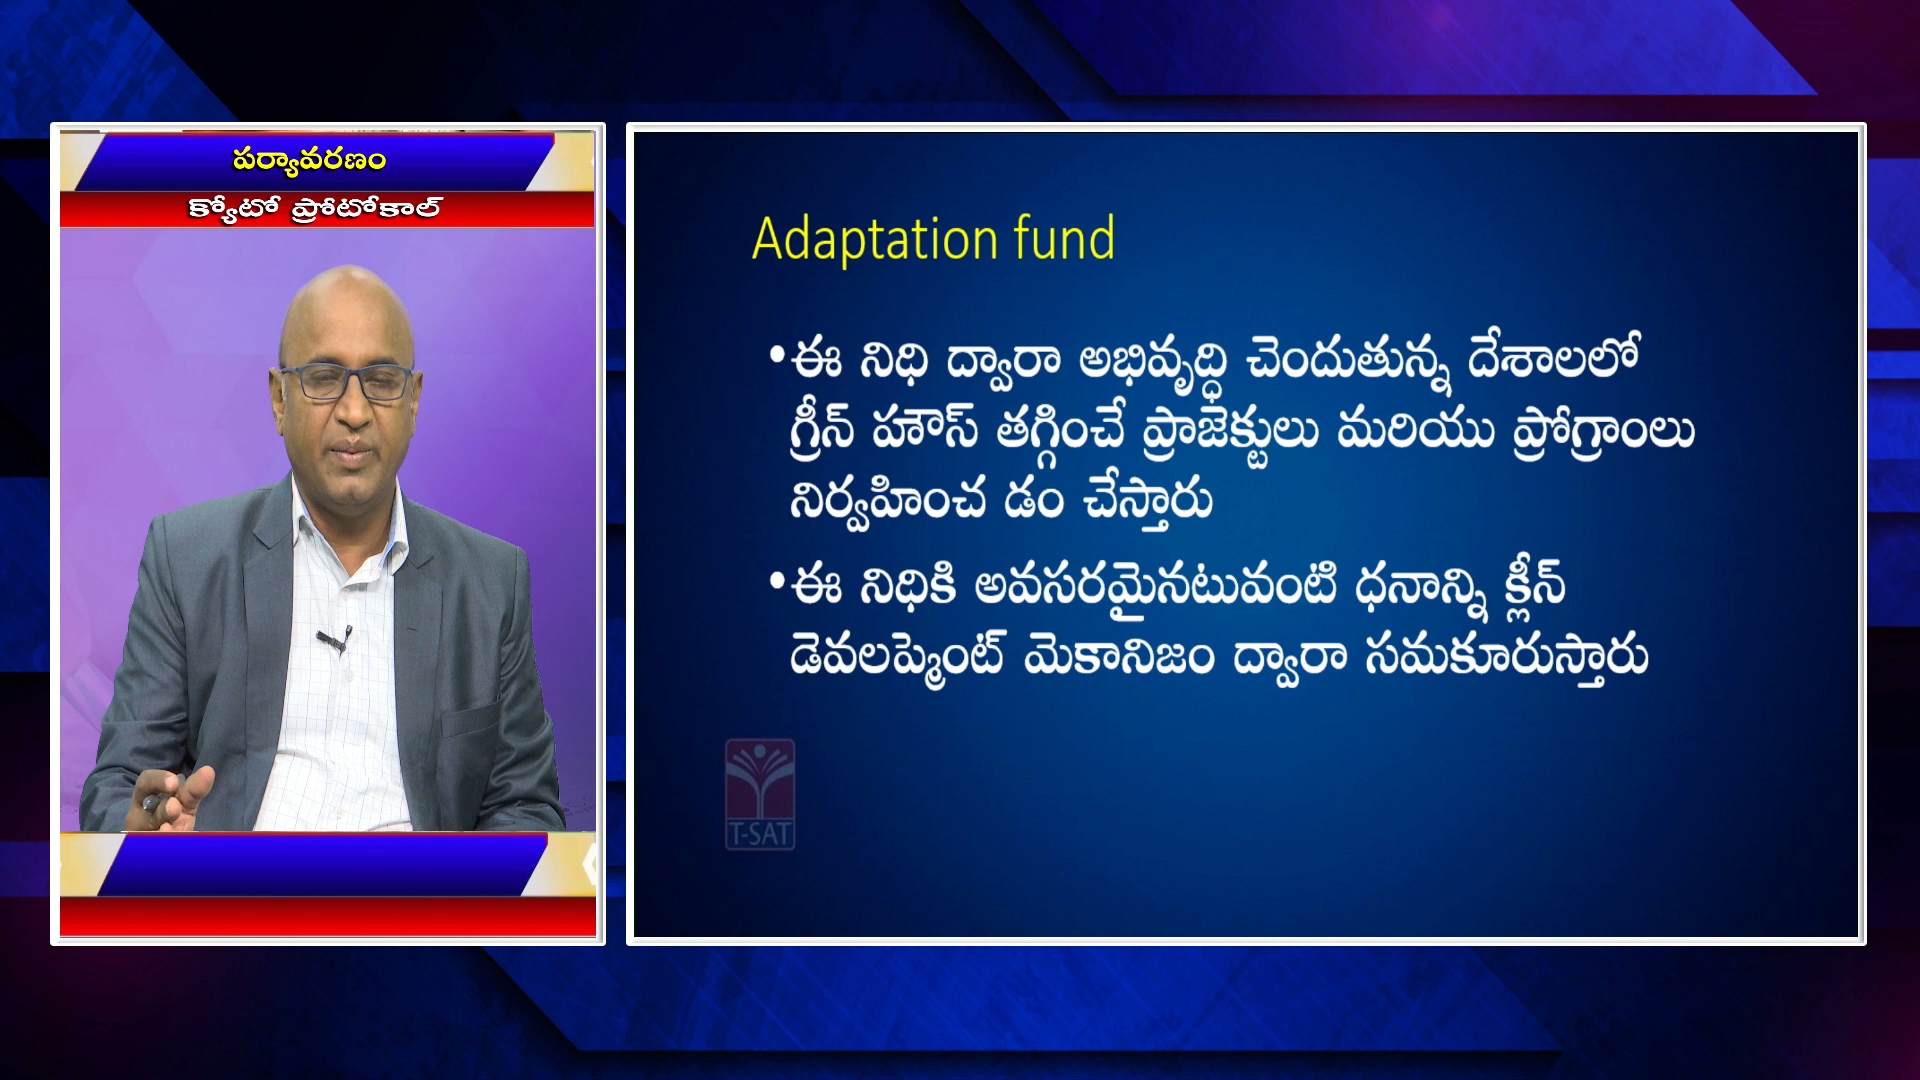 పర్యావరణం
క్యోటో ప్రోటోకాల్
Adaptation fund
•ఈ నిధి ద్వారా అభివృద్ధి చెందుతున్న దేశాలలో
గ్రీన్ హౌస్ తగ్గించే ప్రాజెక్టులు మరియు ప్రోగ్రాంలు
నిర్వహించ డం చేస్తారు
•ఈ నిధికి అవసరమైనటువంటి ధనాన్ని క్లీన్
డెవలప్మెంట్ మెకానిజం ద్వారా సమకూరుస్తారు
T-SAT